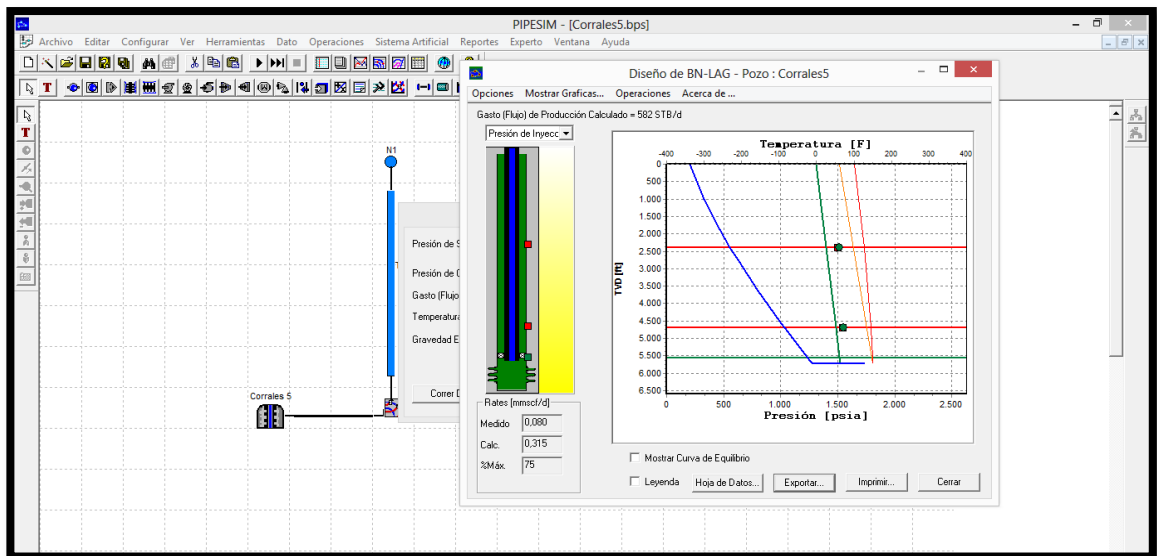 PIPESIM - [Corrales5.bps]
Archivo Editar Configurar Ver Herramientas Dato Operaciones Sistema Artificial Reportes Experto Ventana Ayuda
Diseño de BN-LAG - Pozo : Corrales5
Opciones Mostrar Graficas... Operaciones Acerca de ...
Gasto (Flujo) de Producción Calculado = 582 STB/d
Presión de Inyecc
N1
T
Presión de S
Presión de
Gasto (Flujo
Temperatura
Gravedad E
Correr
Corrales 5
Temperatura [F]
-400 -300 -200 -100 0 100 200 300 400
0
500
1.000
1.500
2.000
2.500
3.000
3.500
4.000
4.500
5.000
5.500
6.000
6.500
TVD [ft]
0 500 1.000 1.500 2.000 2.500
Presión [psia]
Rates [mmscf/d]
Medido 0,080
Calc. 0,315
%Máx. 75
Mostrar Curva de Equilibrio
Leyenda Hoja de Datos... Exportar... Imprimir... Cerrar